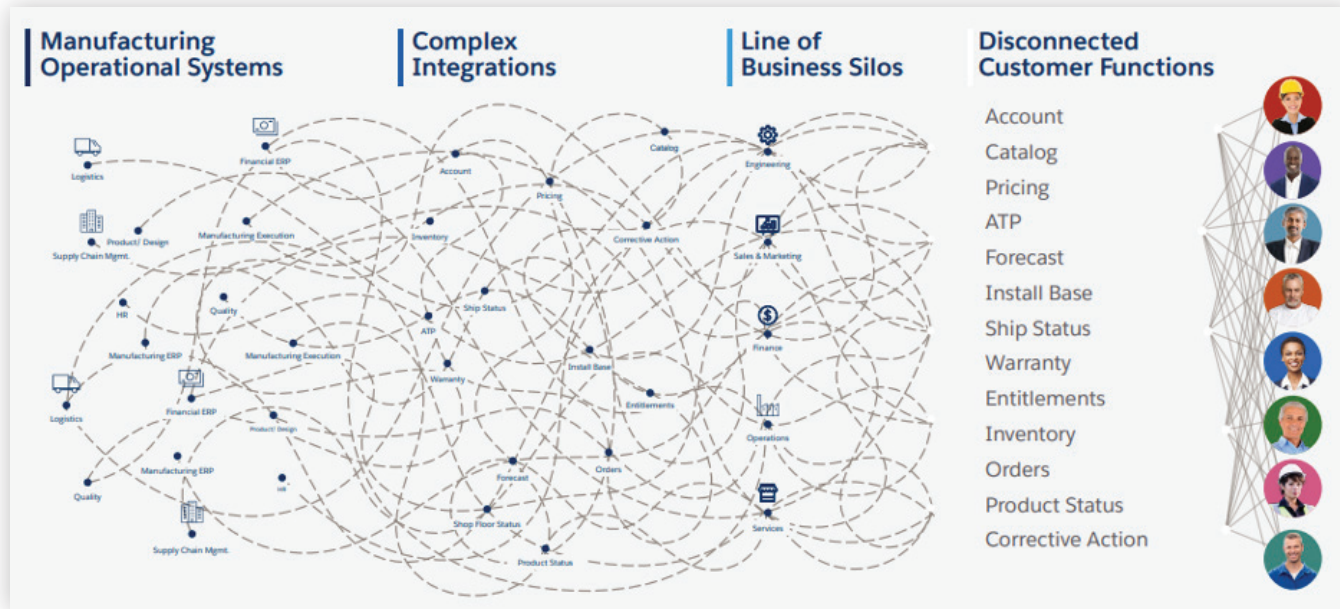 Manufacturing
Operational Systems
Complex
Integrations
Line of
Business Silos
Disconnected
Customer Functions
Logistics
Financial ERP
Product/ Design
Manufacturing Execution
Supply Chain Mgmt.
HR
Quality
Manufacturing ERP
Manufacturing Execution
Logistics
Financial ERP
Product/ Design
Manufacturing ERP
Quality
HR
Supply Chain Mgmt.
Account
Catalog
Pricing
Inventory
Corrective Action
Ship Status
ATP
Install Base
Warranty
Entitlements
Forecast
Orders
Shop Floor Status
Product Status
Engineering
Sales & Marketing
Finance
Operations
Services
Account
Catalog
Pricing
ATP
Forecast
Install Base
Ship Status
Warranty
Entitlements
Inventory
Orders
Product Status
Corrective Action